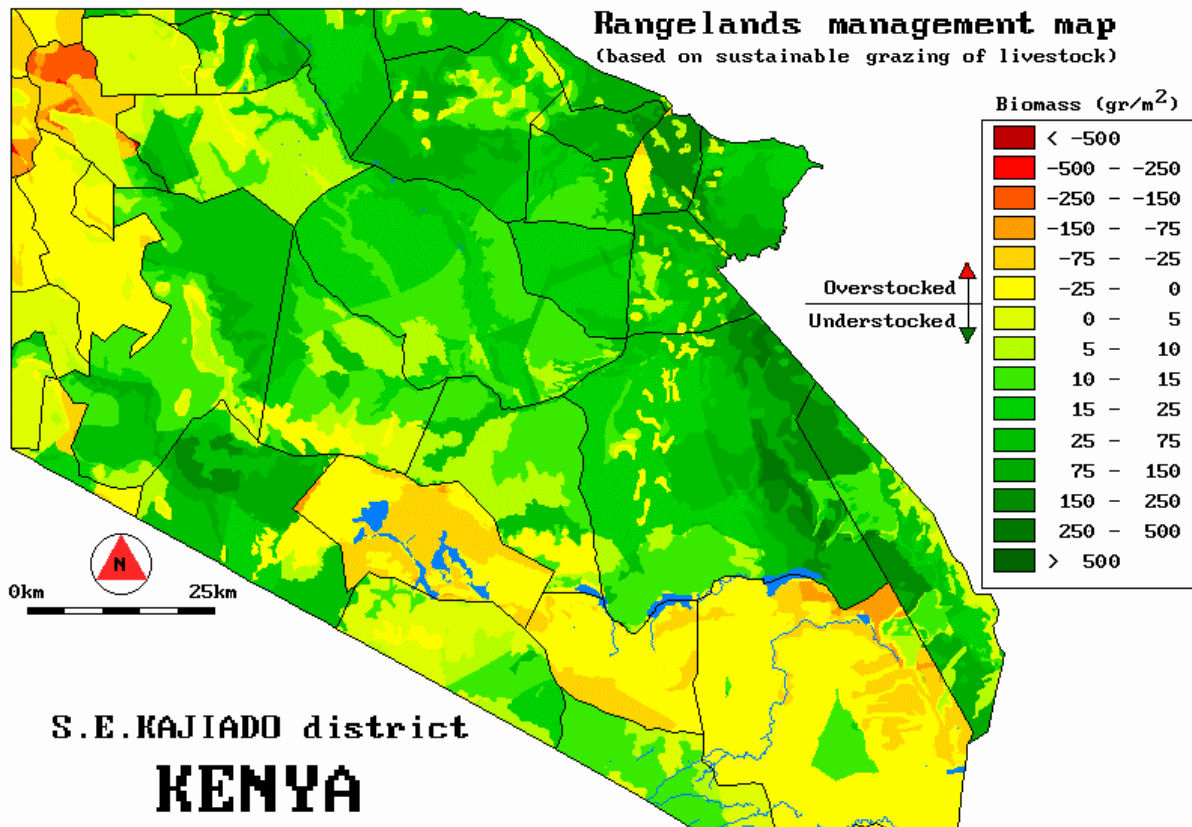 Rangelands management map
(based on sustainable grazing of livestock)
Biomass (gr/m²)
< -500
-500 - -250
-250 - -150
-150 - -75
-75 - -25
-25 - 0
0 - 5
5 - 10
10 - 15
15 - 25
25 - 75
75 - 150
150 - 250
250 - 500
> 500
Overstocked
Understocked
N
0km 25km
S.E.KAJIADO district
KENYA